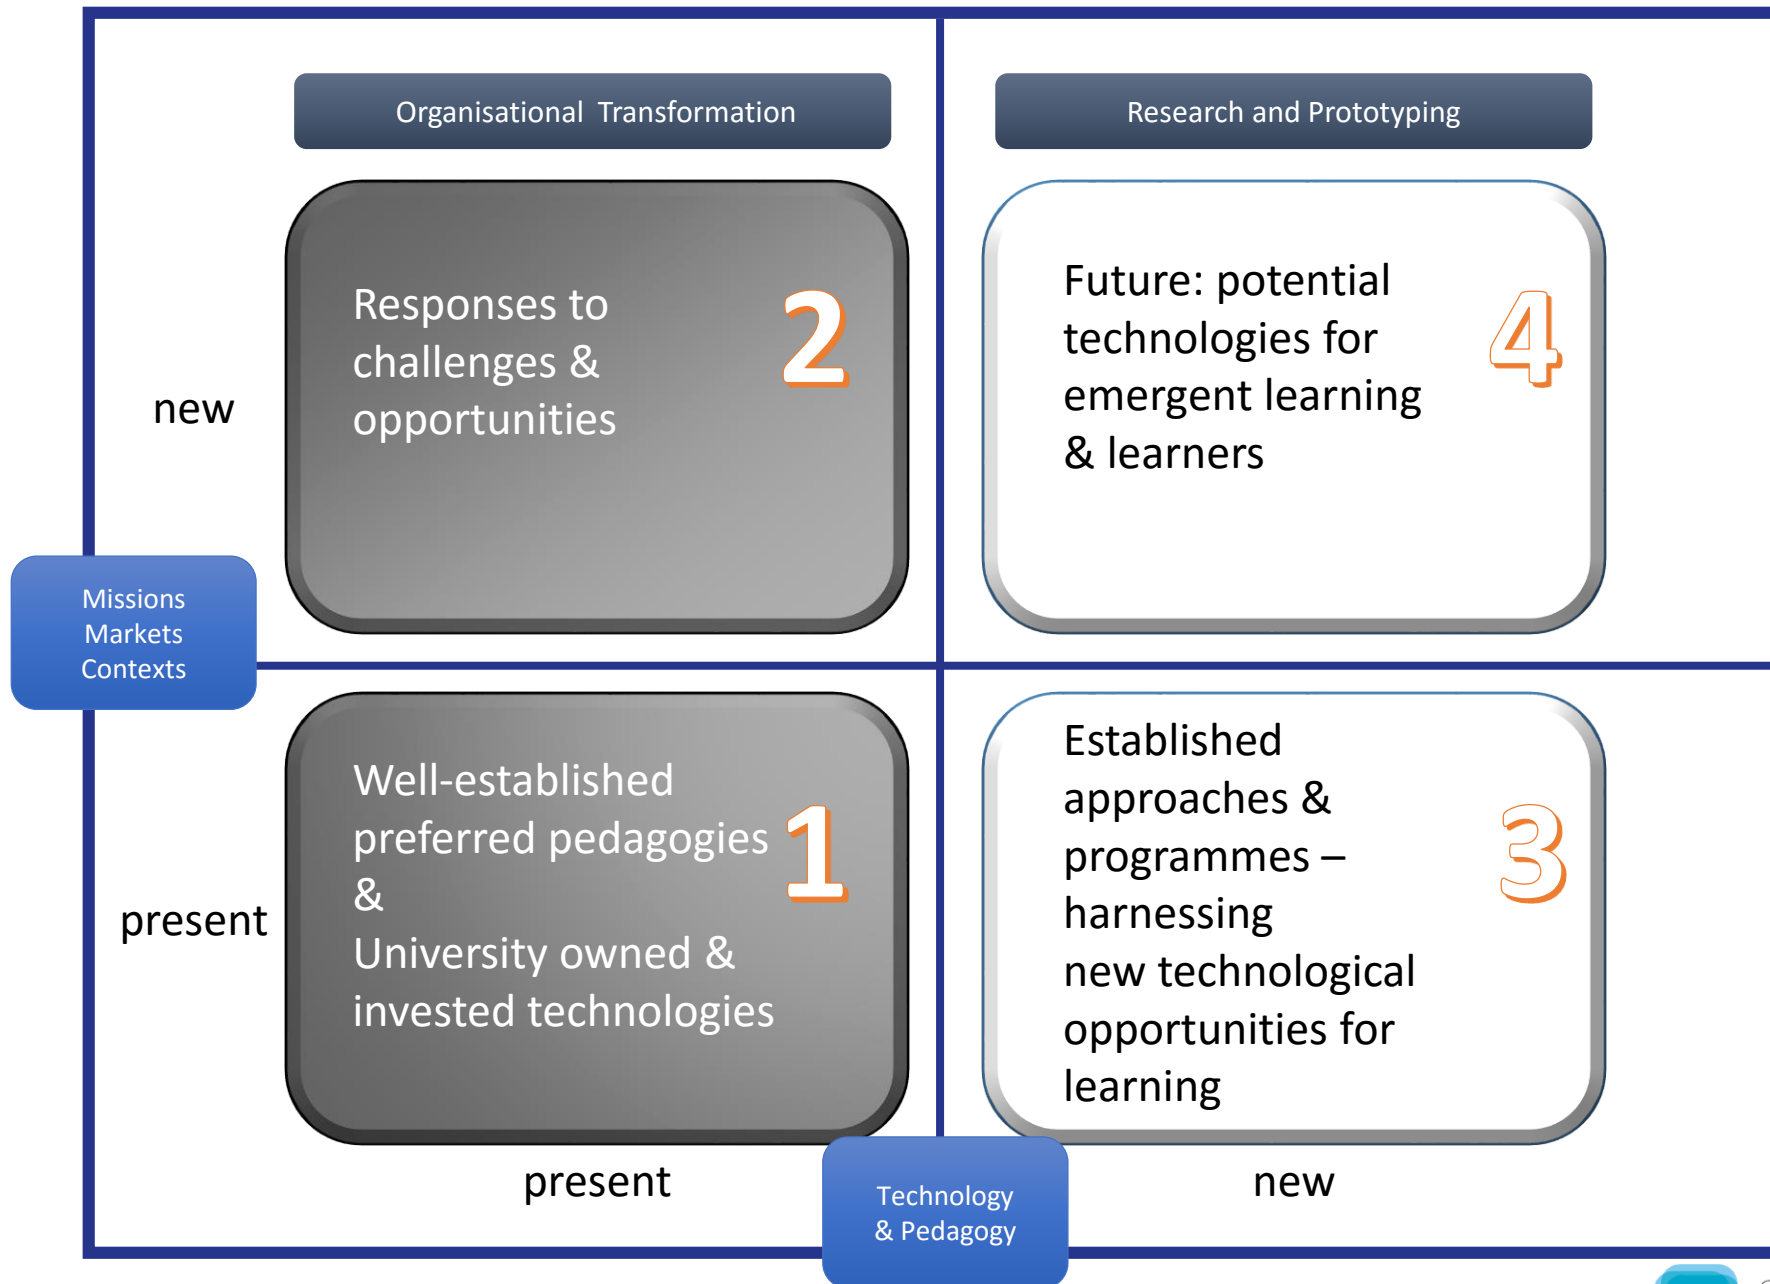 Organisational  Transformation
Research and Prototyping
Responses to
challenges &
opportunities
2
Future: potential
technologies for
emergent learning
& learners
4
new
Missions
Markets
Contexts
Well-established
preferred pedagogies
&
University owned &
invested technologies
1
Established
approaches &
programmes –
harnessing
new technological
opportunities for
learning
3
present
present
Technology
& Pedagogy
new